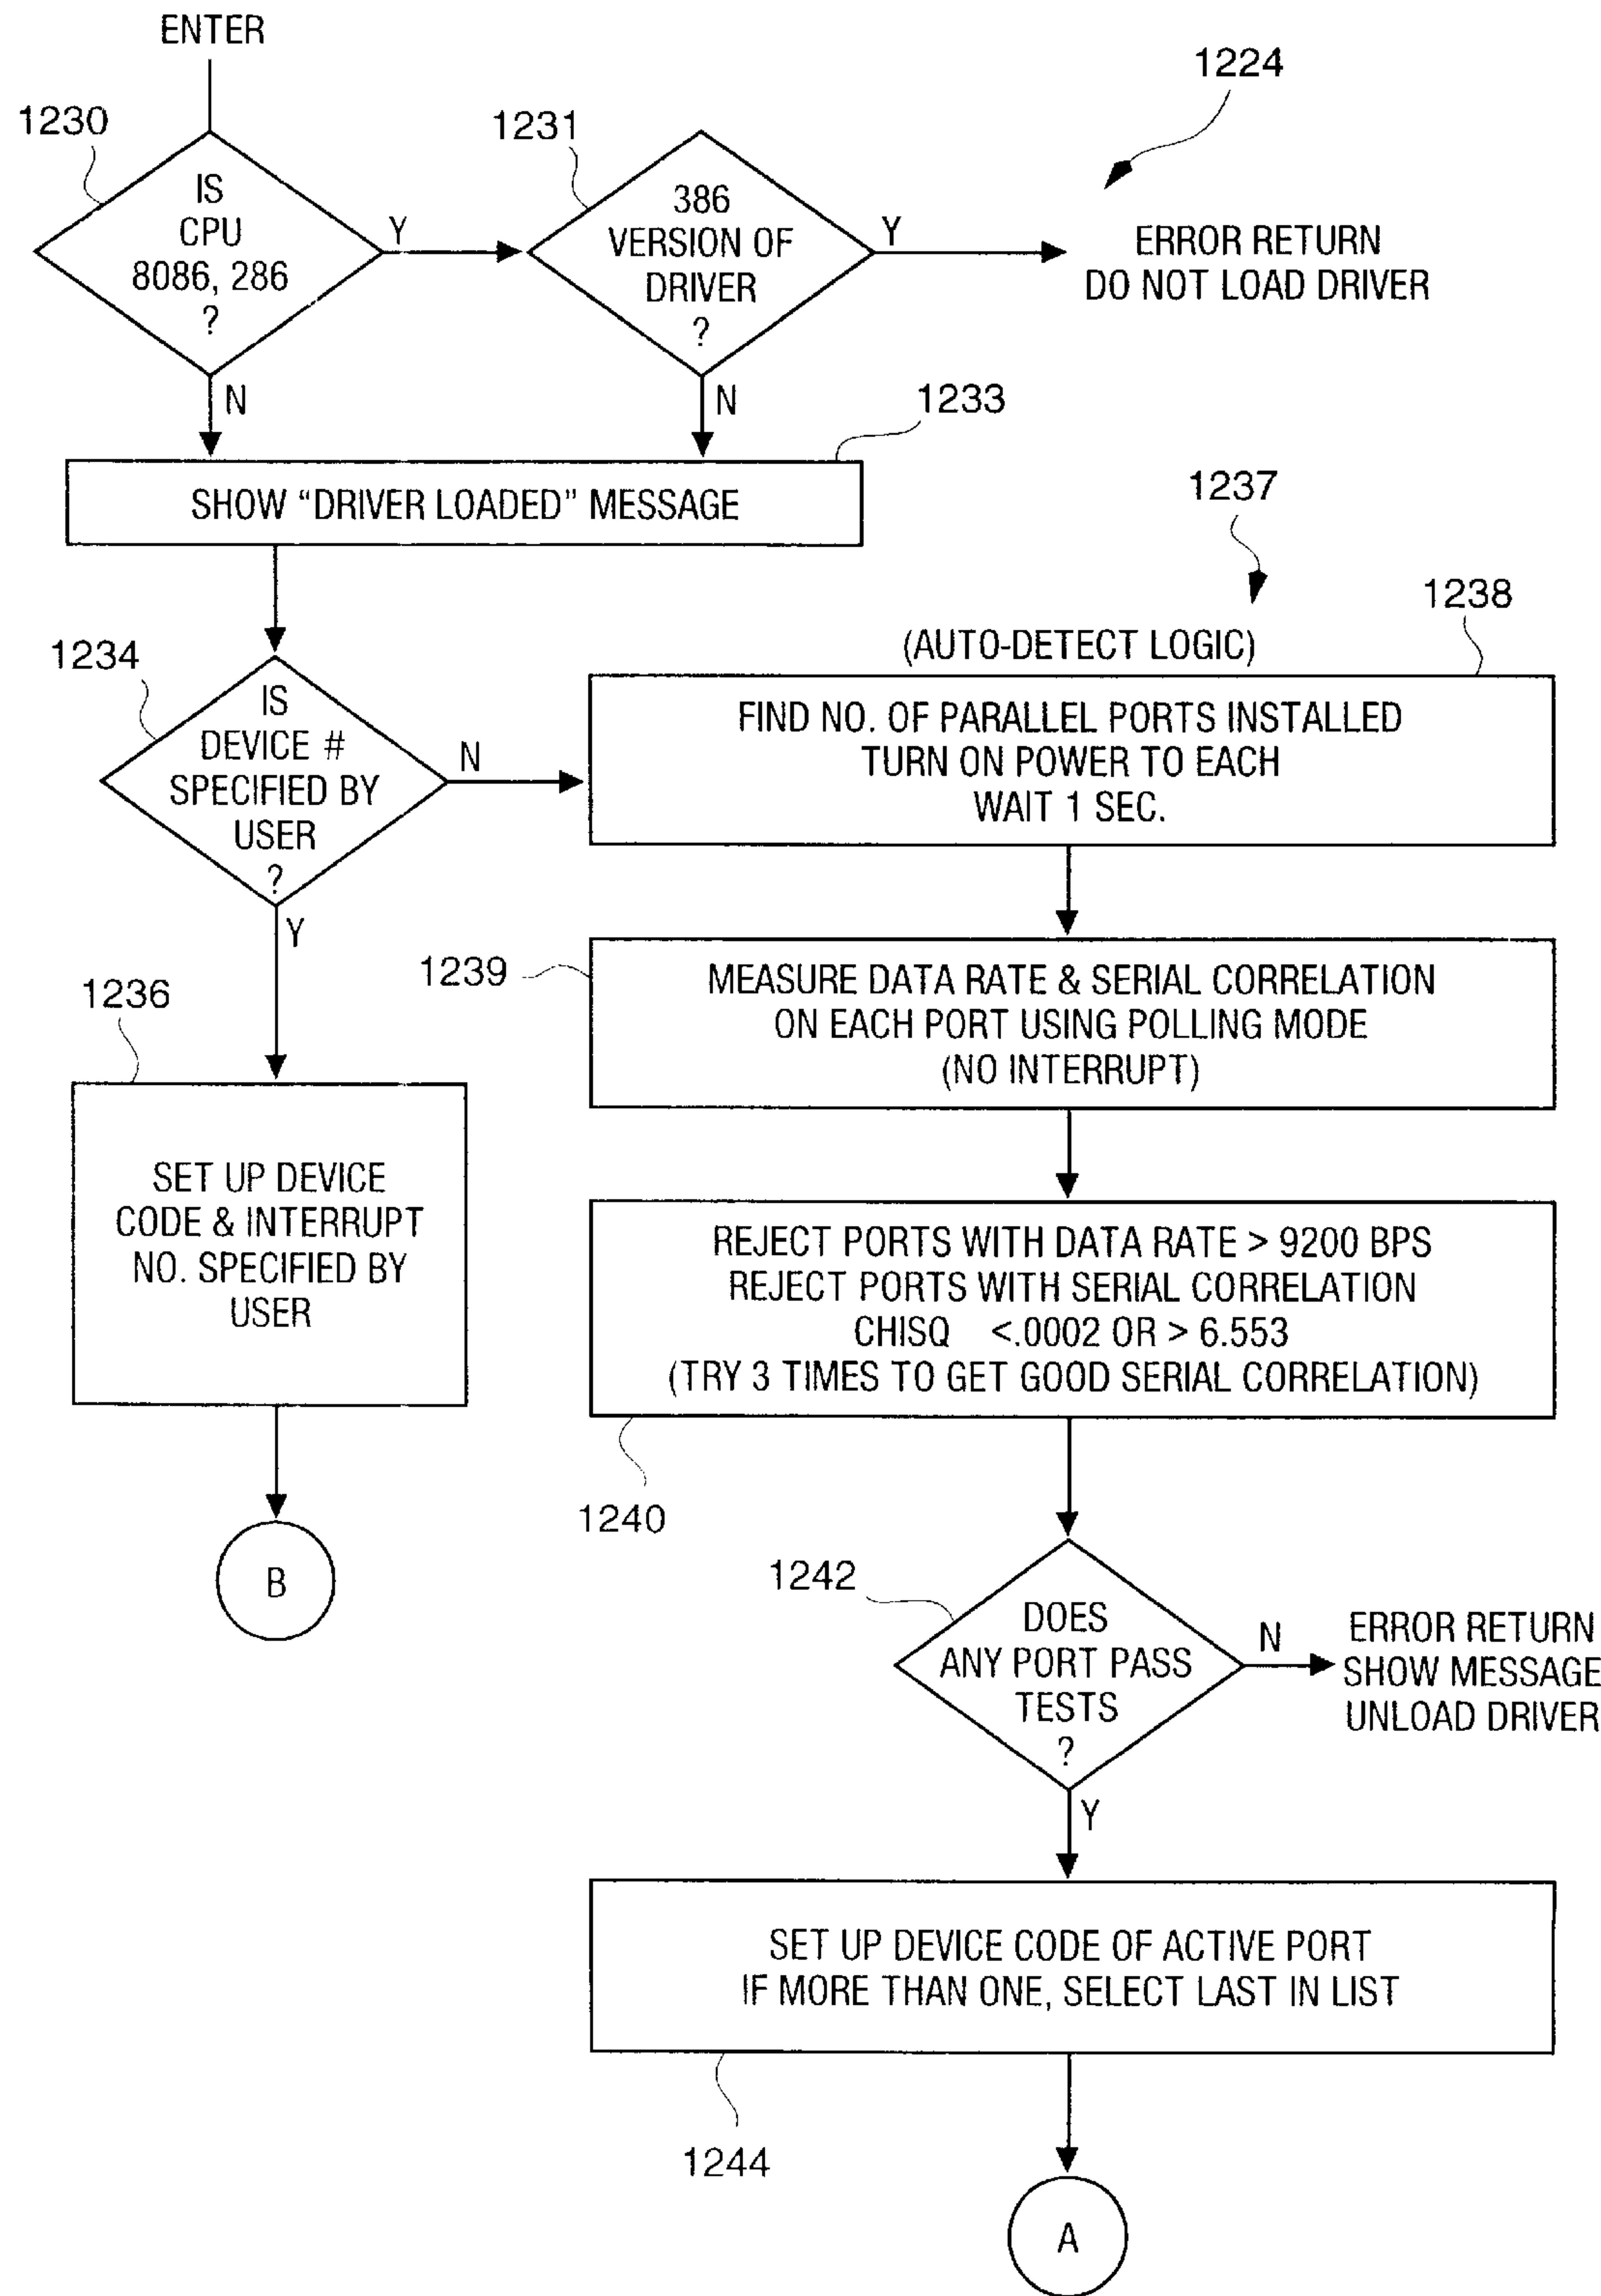 ENTER
1224
1230
1231
IS
CPU
8086, 286
?
Y
386
VERSION OF
DRIVER
?
Y
ERROR RETURN
DO NOT LOAD DRIVER
N
N
1233
SHOW “DRIVER LOADED” MESSAGE
1237
1238
1234
(AUTO-DETECT LOGIC)
IS
DEVICE #
SPECIFIED BY
USER
?
N
FIND NO. OF PARALLEL PORTS INSTALLED
TURN ON POWER TO EACH
WAIT 1 SEC.
Y
1239
MEASURE DATA RATE & SERIAL CORRELATION
ON EACH PORT USING POLLING MODE
(NO INTERRUPT)
1236
SET UP DEVICE
CODE & INTERRUPT
NO. SPECIFIED BY
USER
REJECT PORTS WITH DATA RATE > 9200 BPS
REJECT PORTS WITH SERIAL CORRELATION
CHISQ <.0002 OR > 6.553
(TRY 3 TIMES TO GET GOOD SERIAL CORRELATION)
1240
B
1242
DOES
ANY PORT PASS
TESTS
?
N
ERROR RETURN
SHOW MESSAGE
UNLOAD DRIVER
Y
SET UP DEVICE CODE OF ACTIVE PORT
IF MORE THAN ONE, SELECT LAST IN LIST
1244
A